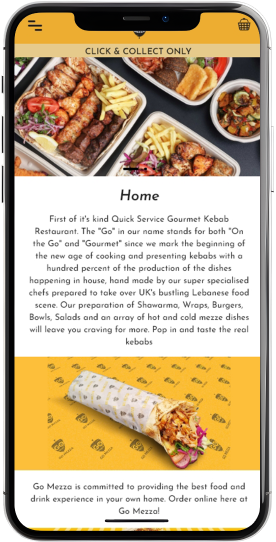 CLICK & COLLECT ONLY
Home
First of it's kind Quick Service Gourmet Kebab
Restaurant. The "Go" in our name stands for both "On
the Go" and "Gourmet" since we mark the beginning of
the new age of cooking and presenting kebabs with a
hundred percent of the production of the dishes
happening in house, hand made by our super specialised
chefs prepared to take over UK's bustling Lebanese food
scene. Our preparation of Shawarma, Wraps, Burgers,
Bowls, Salads and an array of hot and cold mezze dishes
will leave you craving for more. Pop in and taste the real
kebabs
Go Mezza is committed to providing the best food and
drink experience in your own home. Order online here at
Go Mezza!